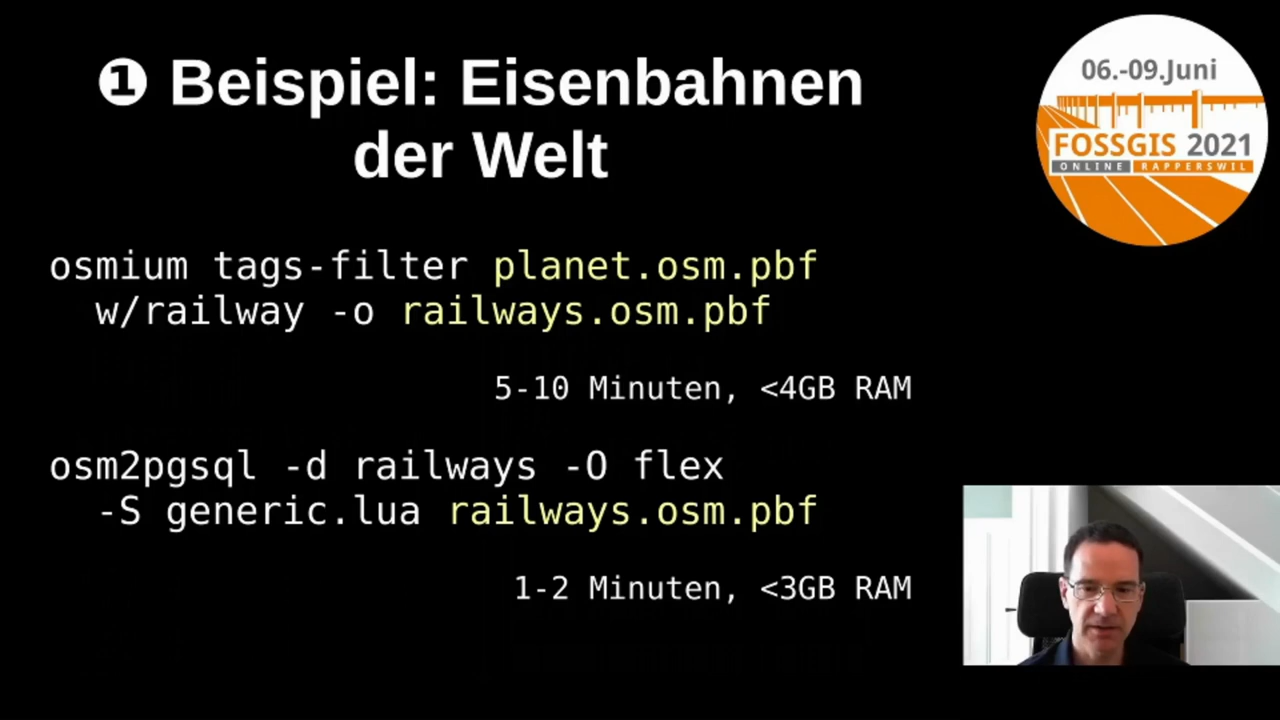 ❶ Beispiel: Eisenbahnen
der Welt
06.-09.Juni
FOSSGIS 2021
ONLINE RAPPERSWIL
osmium tags-filter planet.osm.pbf
w/railway -o railways.osm.pbf
5-10 Minuten, <4GB RAM
osm2pgsql -d railways -O flex
-S generic.lua railways.osm.pbf
1-2 Minuten, <3GB RAM